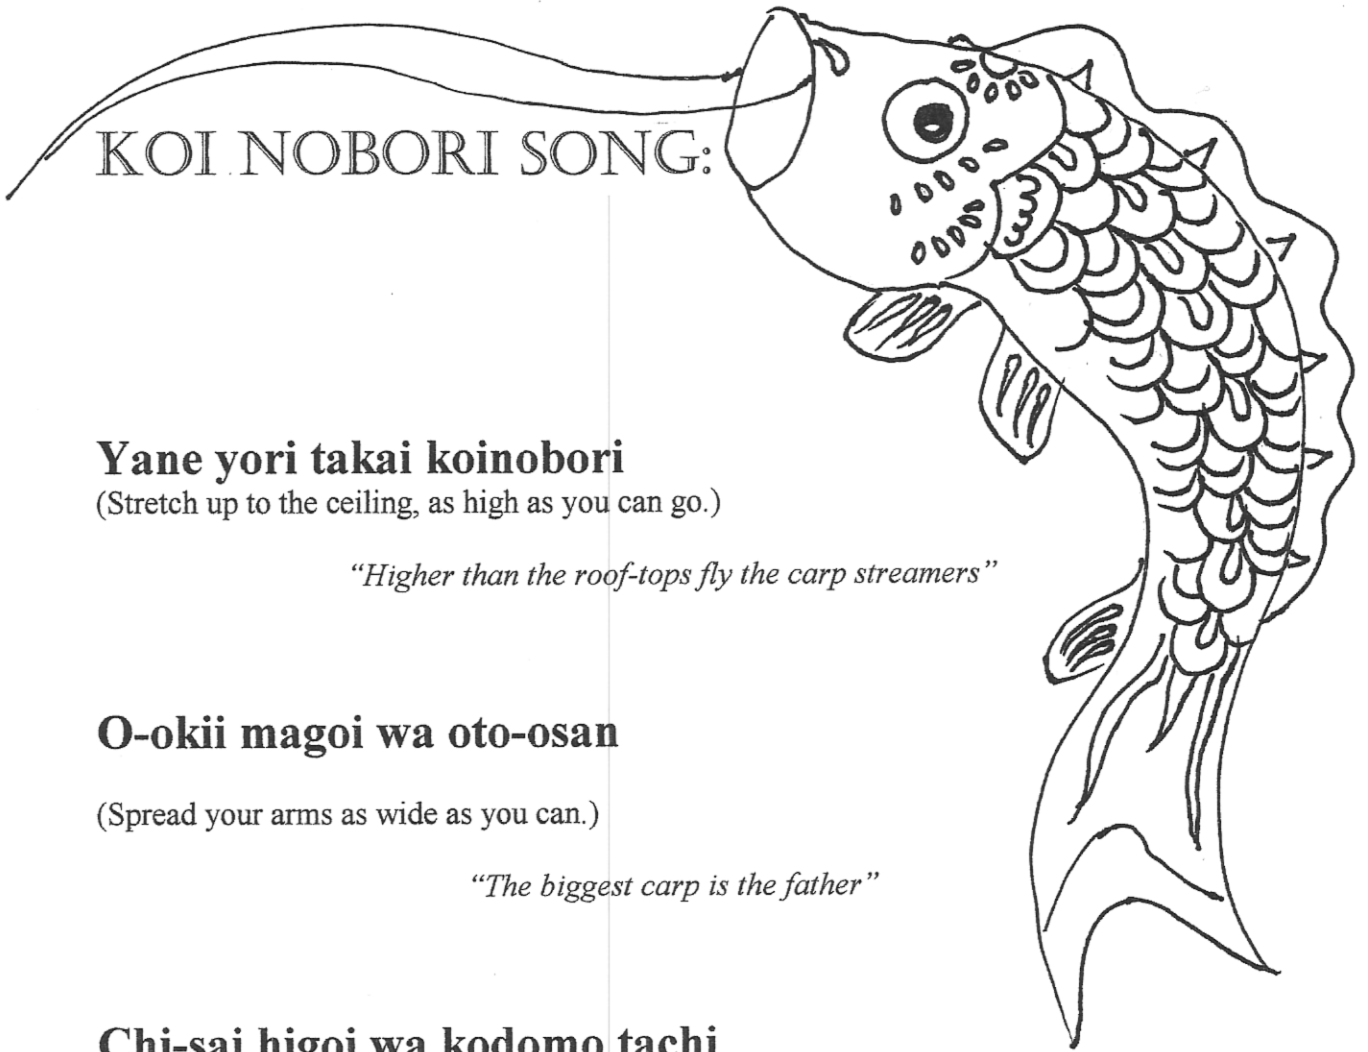 KOI NOBORI SONG:
Yane yori takai koinobori
(Stretch up to the ceiling, as high as you can go.)
“Higher than the roof-tops fly the carp streamers”
O-okii magoi wa oto-osan
(Spread your arms as wide as you can.)
“The biggest carp is the father”
Chi-sai higoi wa kodomo tachi